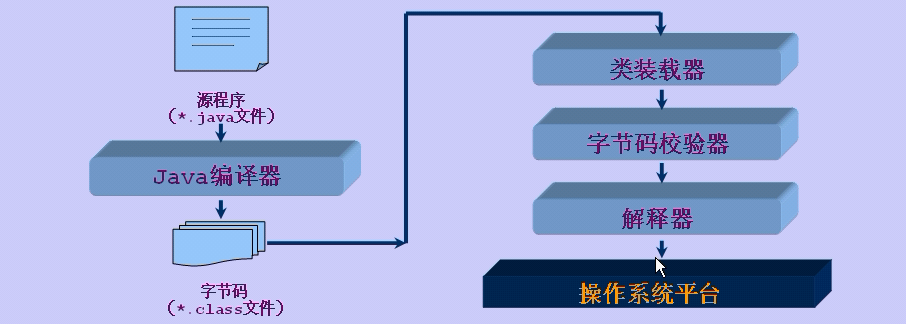 源程序
(*.java文件)
Java编译器
字节码
(*.class文件)
类装载器
字节码校验器
解释器
操作系统平台